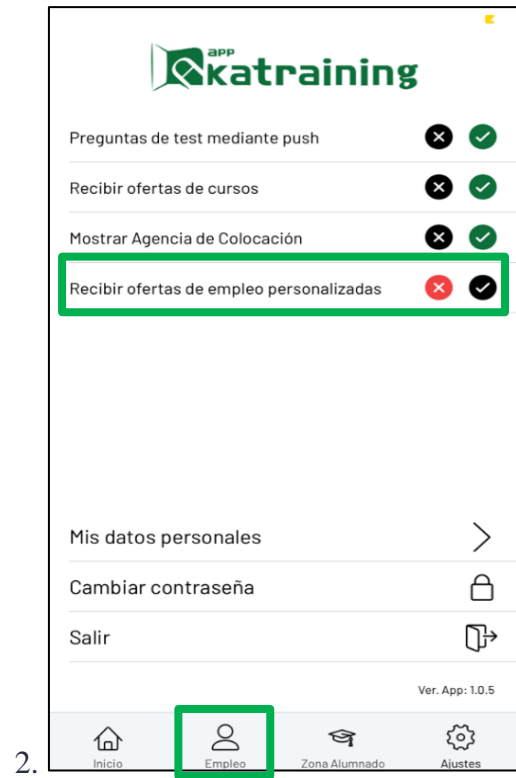 app
katraining
Preguntas de test mediante push
Recibir ofertas de cursos
Mostrar Agencia de Colocación
Recibir ofertas de empleo personalizadas
Mis datos personales
Cambiar contraseña
Salir
Ver. App: 1.0.5
2.
Inicio Empleo Zona Alumnado Ajustes